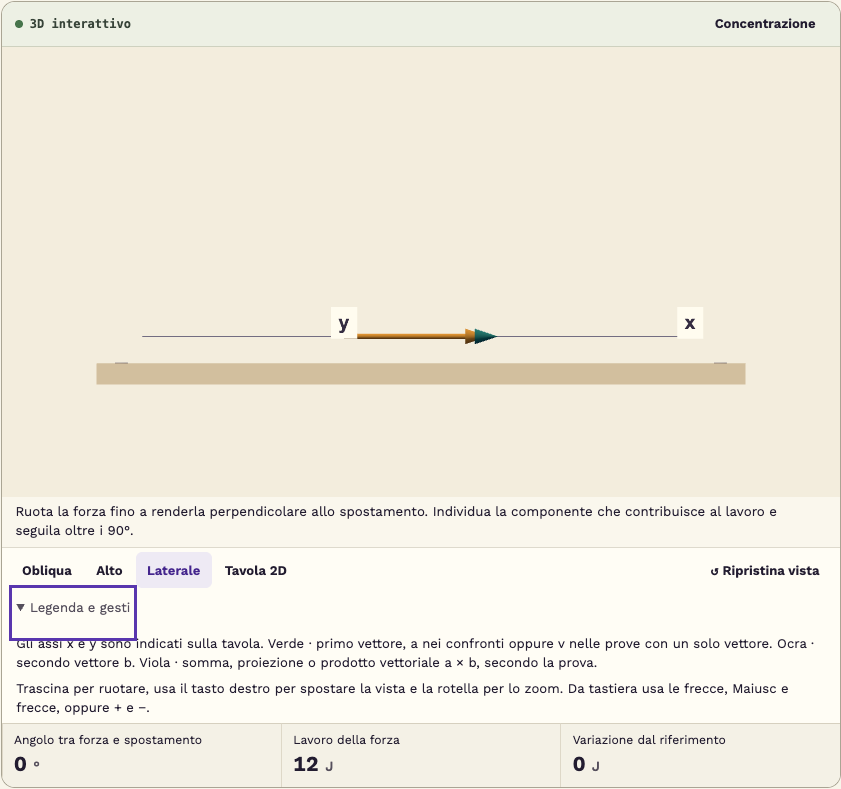 3D interattivo
Concentrazione
y
x
Ruota la forza fino a renderla perpendicolare allo spostamento. Individua la componente che contribuisce al lavoro e
seguila oltre i 90°.
Obliqua Alto Laterale Tavola 2D ↺ Ripristina vista
▼ Legenda e gesti
Gli assi x e y sono indicati sulla tavola. Verde · primo vettore, a nei confronti oppure v nelle prove con un solo vettore. Ocra ·
secondo vettore b. Viola · somma, proiezione o prodotto vettoriale a × b, secondo la prova.
Trascina per ruotare, usa il tasto destro per spostare la vista e la rotella per lo zoom. Da tastiera usa le frecce, Maiusc e
frecce, oppure + e −.
Angolo tra forza e spostamento
0 °
Lavoro della forza
12 J
Variazione dal riferimento
0 J